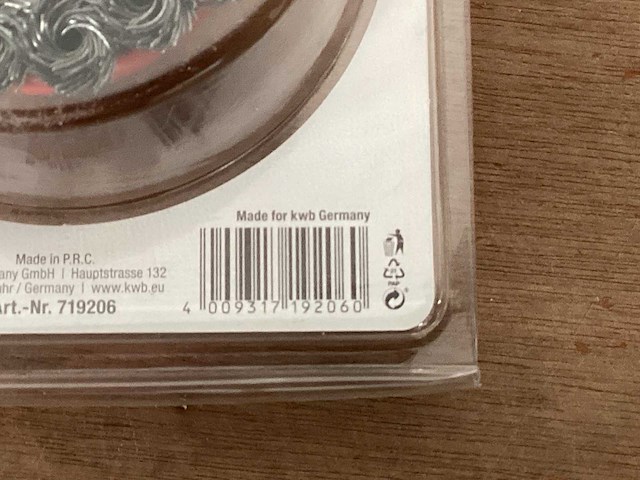 Made for kwb Germany
Made in P.R.C.
GmbH | Hauptstrasse 132
/ Germany | www.kwb.eu
Art.-Nr. 719206
4 009317 192060
PAP